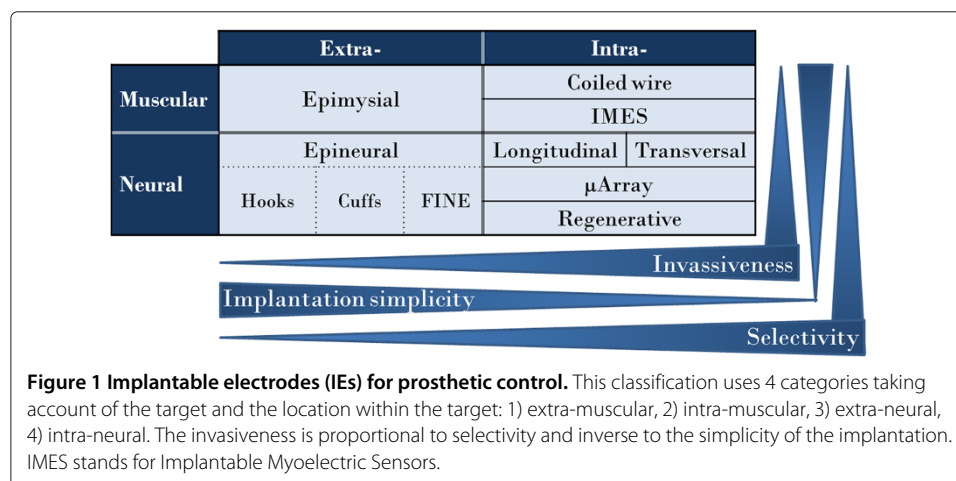 Extra- Intra-
Muscular Epimysial Coiled wire
IMES
Neural Epineural Longitudinal Transversal
Hooks Cuffs FINE μArray
Regenerative
Invassiveness
Implantation simplicity
Selectivity
Figure 1 Implantable electrodes (IEs) for prosthetic control. This classification uses 4 categories taking
account of the target and the location within the target: 1) extra-muscular, 2) intra-muscular, 3) extra-neural,
4) intra-neural. The invasiveness is proportional to selectivity and inverse to the simplicity of the implantation.
IMES stands for Implantable Myoelectric Sensors.